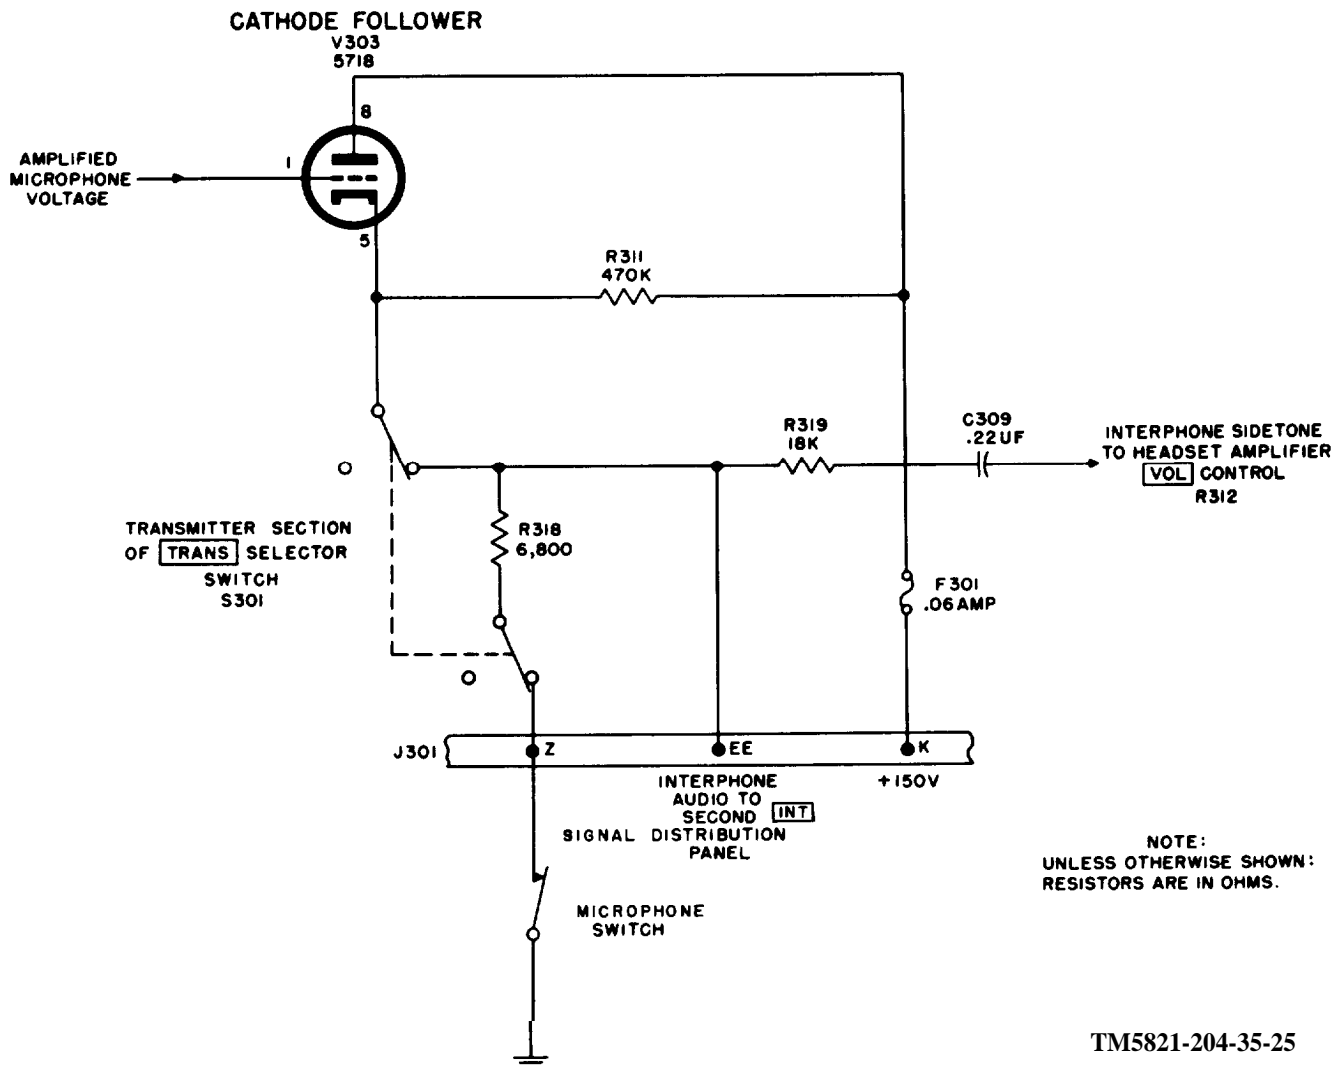 CATHODE FOLLOWER
V303
5718
8
1
5
AMPLIFIED
MICROPHONE
VOLTAGE
R311
470K
R319
18K
C309
.22UF
INTERPHONE SIDETONE
TO HEADSET AMPLIFIER
VOL CONTROL
R312
TRANSMITTER SECTION
OF TRANS SELECTOR
SWITCH
S301
R318
6,800
F301
.06AMP
J301
Z
EE
K
INTERPHONE
AUDIO TO
SECOND INT
SIGNAL DISTRIBUTION
PANEL
+150V
MICROPHONE
SWITCH
NOTE:
UNLESS OTHERWISE SHOWN:
RESISTORS ARE IN OHMS.
TM5821-204-35-25